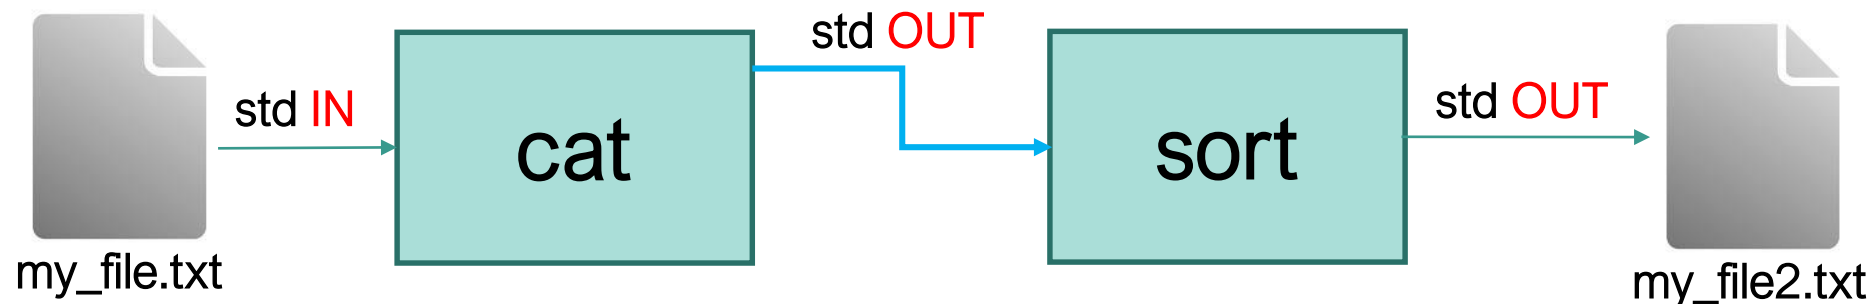 my_file.txt
std IN
cat
std OUT
sort
std OUT
my_file2.txt